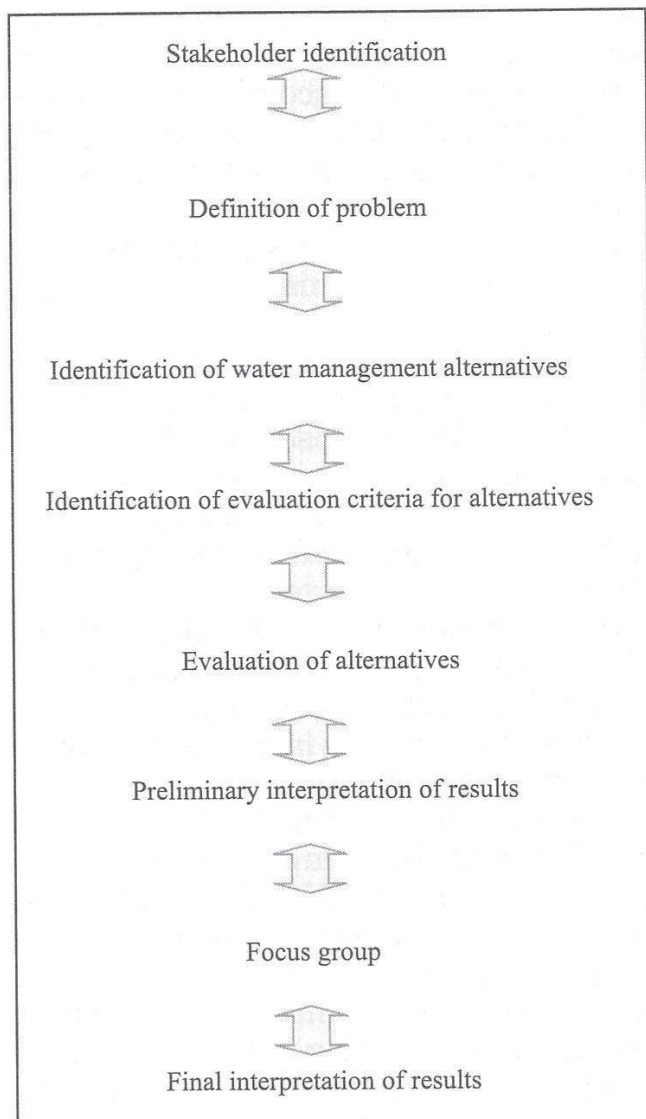 Stakeholder identification
Definition of problem
Identification of water management alternatives
Identification of evaluation criteria for alternatives
Evaluation of alternatives
Preliminary interpretation of results
Focus group
Final interpretation of results